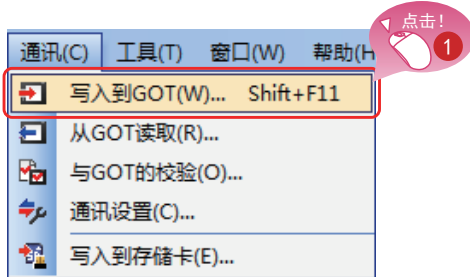 点击!
1
通讯(C) 工具(T) 窗口(W) 帮助(H
写入到GOT(W)... Shift+F11
从GOT读取(R)...
与GOT的校验(O)...
通讯设置(C)...
写入到存储卡(E)...